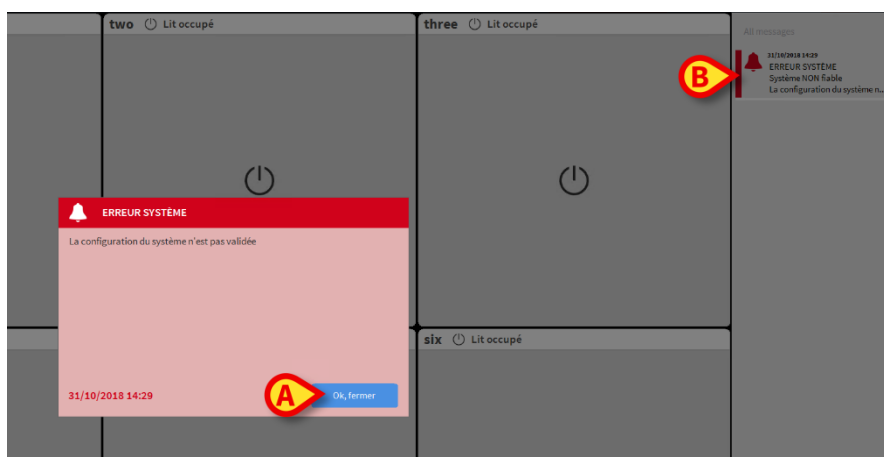 two Lit occupé
three Lit occupé
All messages
31/10/2018 14:29
ERREUR SYSTÈME
Système NON fiable
La configuration du système n...
B
ERREUR SYSTÈME
La configuration du système n'est pas validée
31/10/2018 14:29
A
Ok, fermer
six Lit occupé